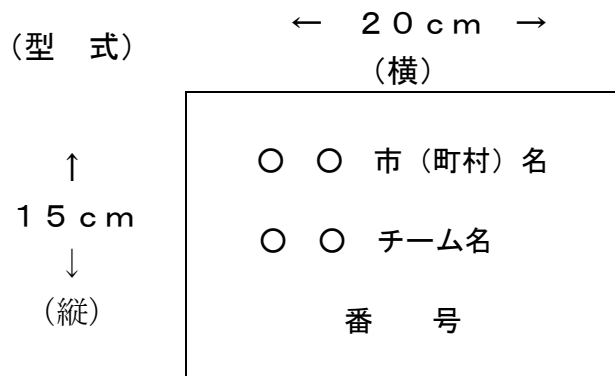 （型　式）
←　２０ｃｍ　→
（横）
↑
１５ｃｍ
↓
（縦）
○　○　市（町村）名
○　○　チーム名
番　　号